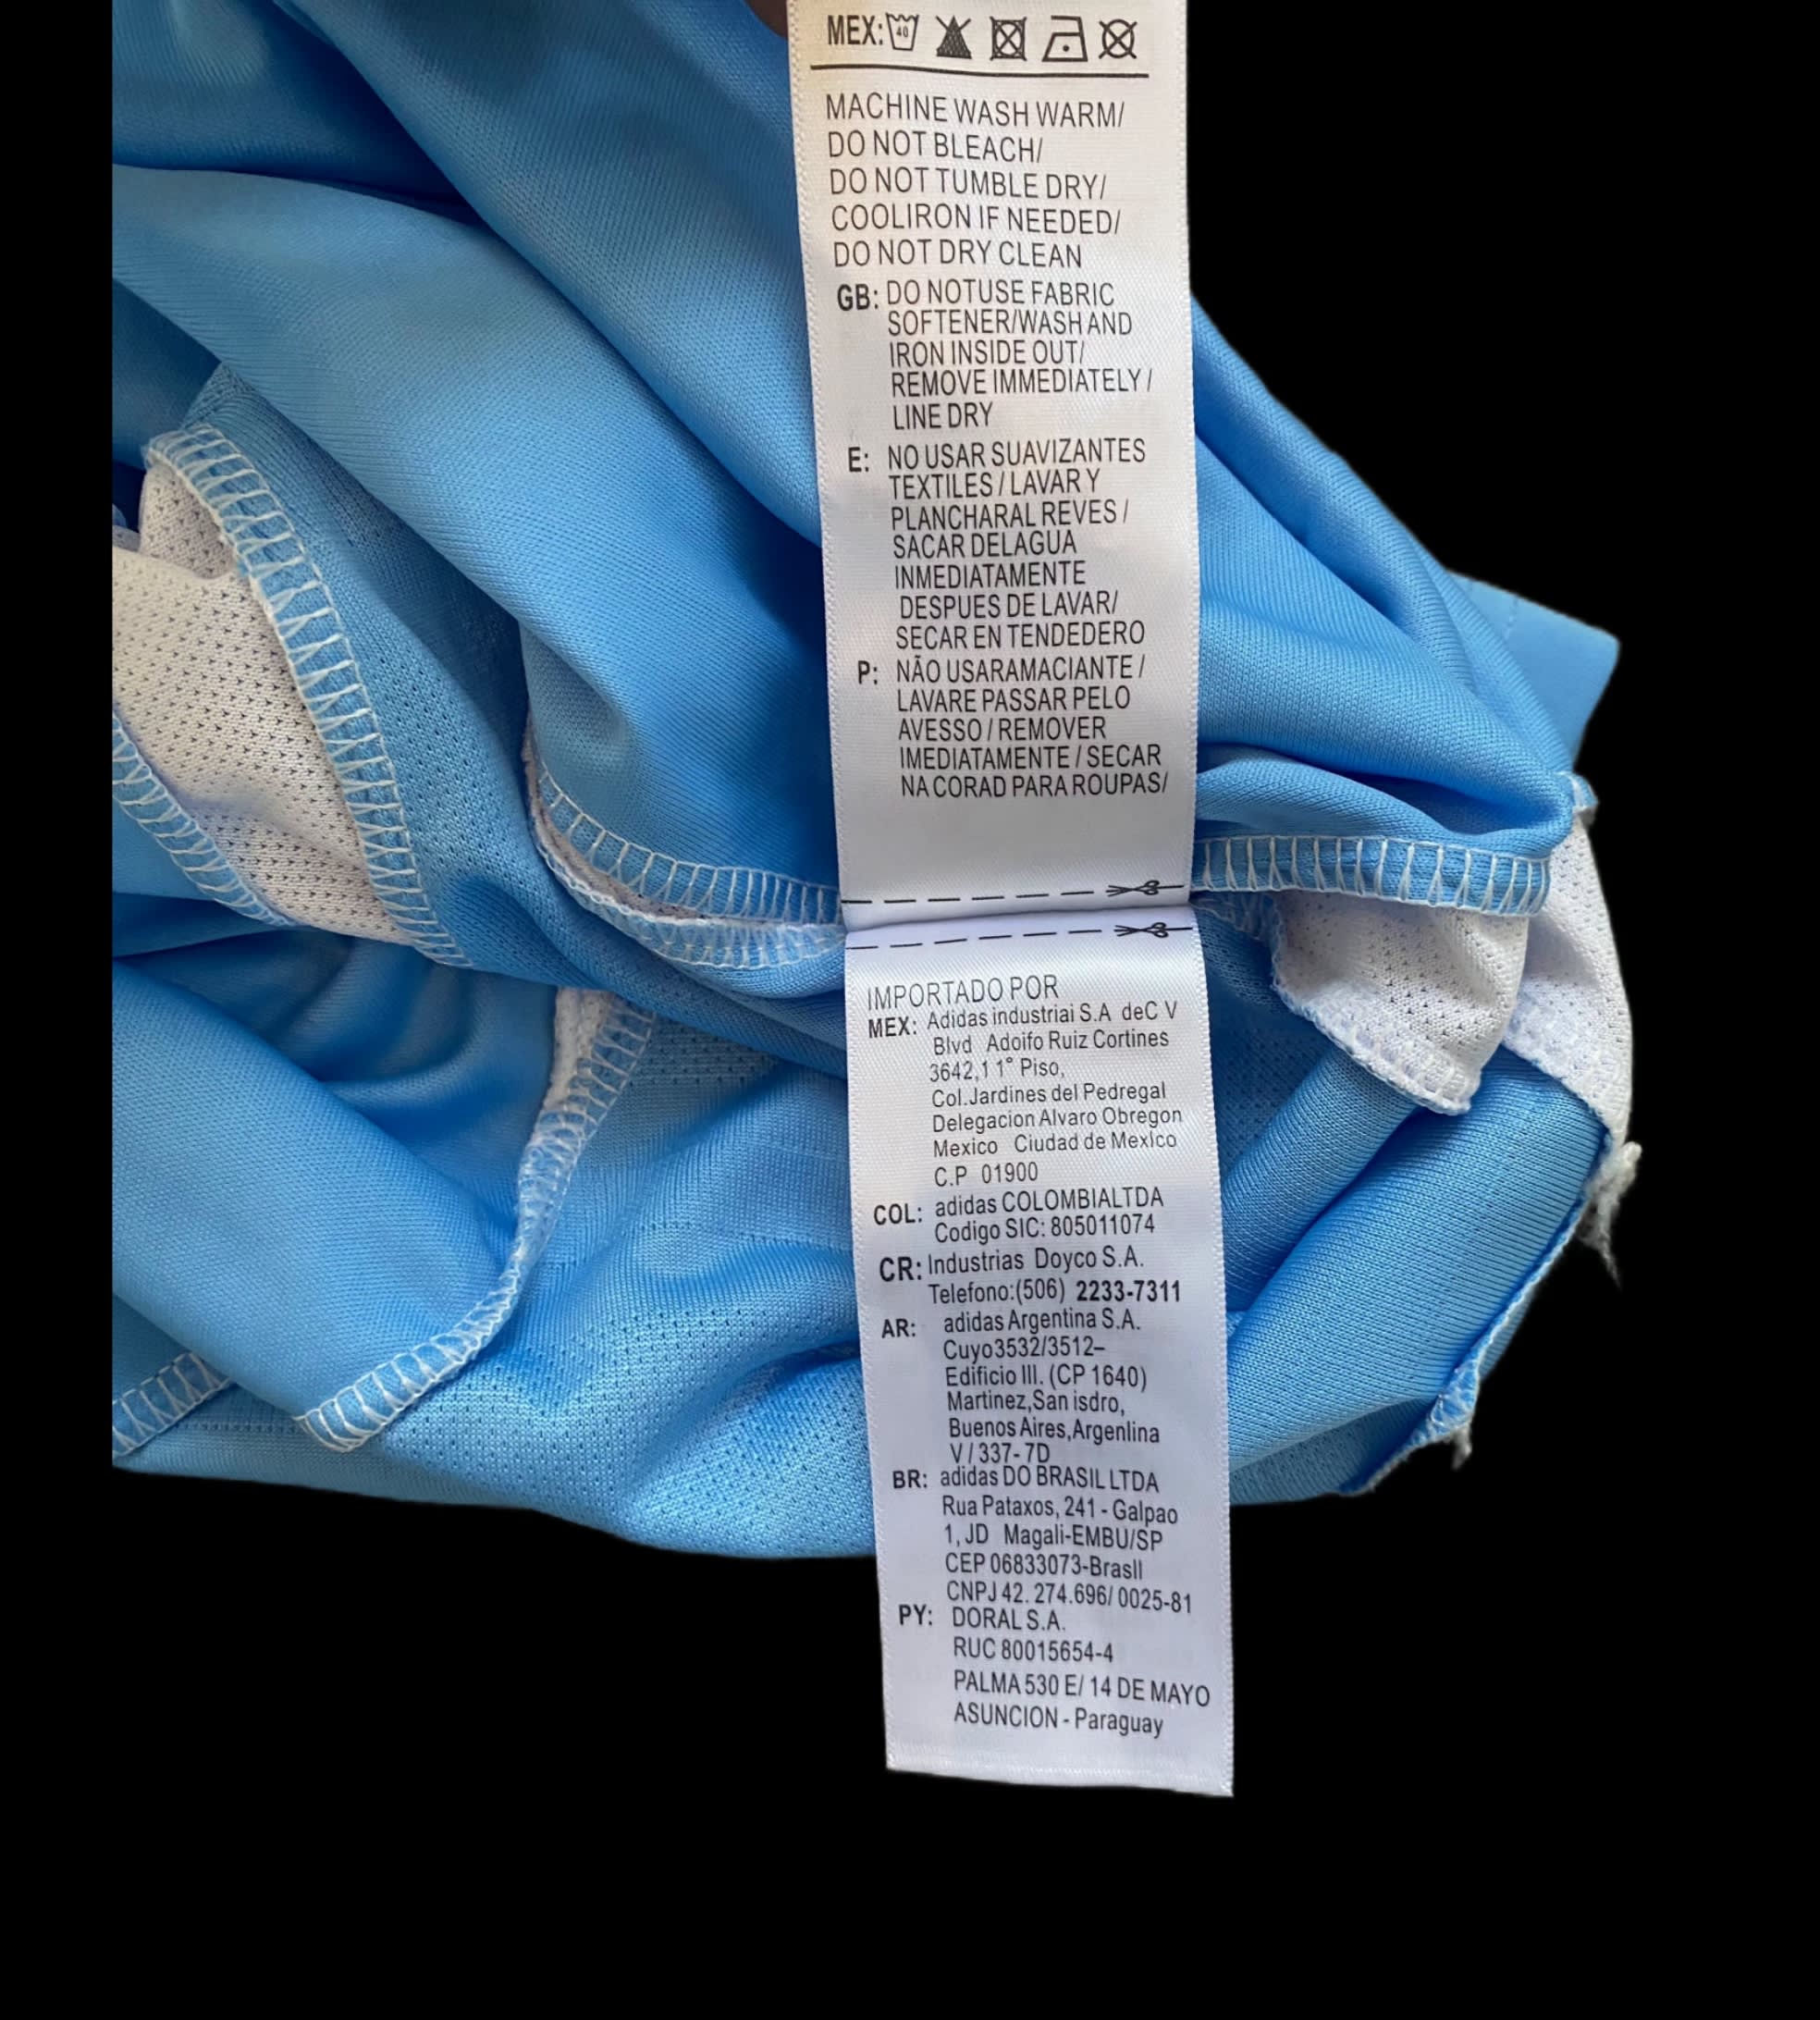 MEX: 40
MACHINE WASH WARM/
DO NOT BLEACH/
DO NOT TUMBLE DRY/
COOLIRON IF NEEDED/
DO NOT DRY CLEAN
GB: DO NOTUSE FABRIC
SOFTENER/WASH AND
IRON INSIDE OUT/
REMOVE IMMEDIATELY /
LINE DRY
E: NO USAR SUAVIZANTES
TEXTILES / LAVAR Y
PLANCHARAL REVES /
SACAR DELAGUA
INMEDIATAMENTE
DESPUES DE LAVAR/
SECAR EN TENDEDERO
P: NÃO USARAMACIANTE /
LAVARE PASSAR PELO
AVESSO / REMOVER
IMEDIATAMENTE / SECAR
NA CORAD PARA ROUPAS/
IMPORTADO POR
MEX: Adidas industriai S.A deC V
Blvd Adoifo Ruiz Cortines
3642,1 1° Piso,
Col.Jardines del Pedregal
Delegacion Alvaro Obregon
Mexico Ciudad de Mexlco
C.P 01900
COL: adidas COLOMBIALTDA
Codigo SIC: 805011074
CR: Industrias Doyco S.A.
Telefono:(506) 2233-7311
AR: adidas Argentina S.A.
Cuyo3532/3512–
Edificio III. (CP 1640)
Martinez,San isdro,
Buenos Aires,Argenlina
V / 337- 7D
BR: adidas DO BRASIL LTDA
Rua Pataxos, 241 - Galpao
1, JD Magali-EMBU/SP
CEP 06833073-Brasll
CNPJ 42. 274.696/ 0025-81
PY: DORAL S.A.
RUC 80015654-4
PALMA 530 E/ 14 DE MAYO
ASUNCION - Paraguay